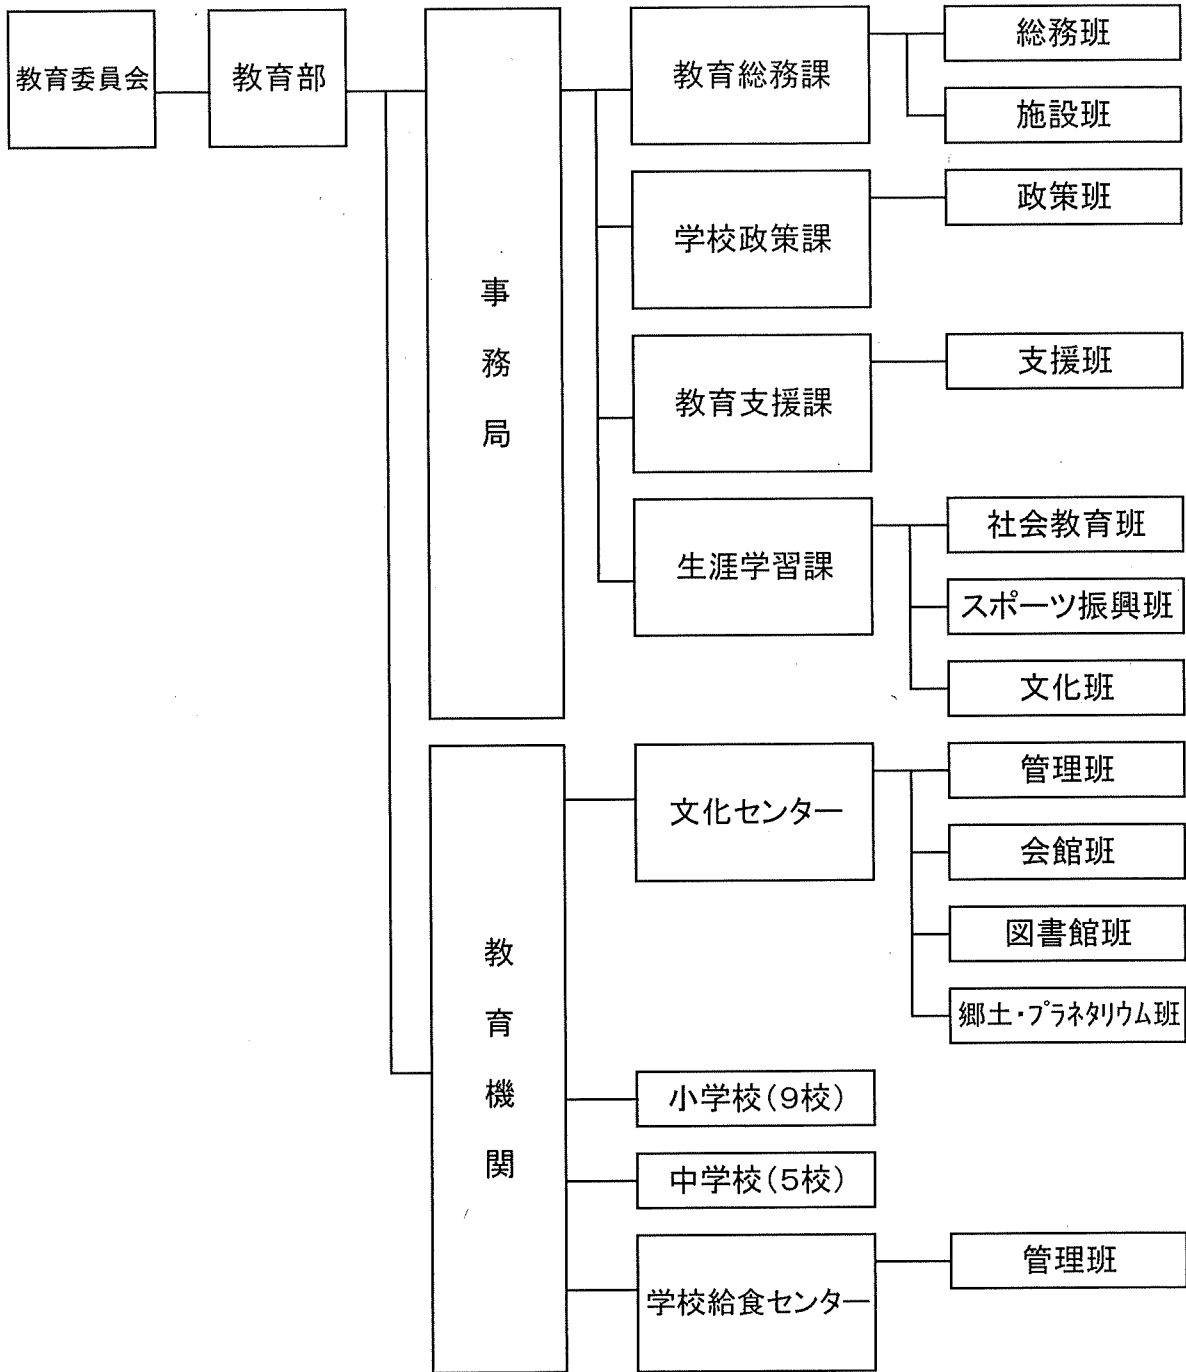 教育委員会
教育部
事務局
教育総務課
総務班
施設班
学校政策課
政策班
教育支援課
支援班
生涯学習課
社会教育班
スポーツ振興班
文化班
教育機関
文化センター
管理班
会館班
図書館班
郷土・プラネタリウム班
小学校(9校)
中学校(5校)
学校給食センター
管理班